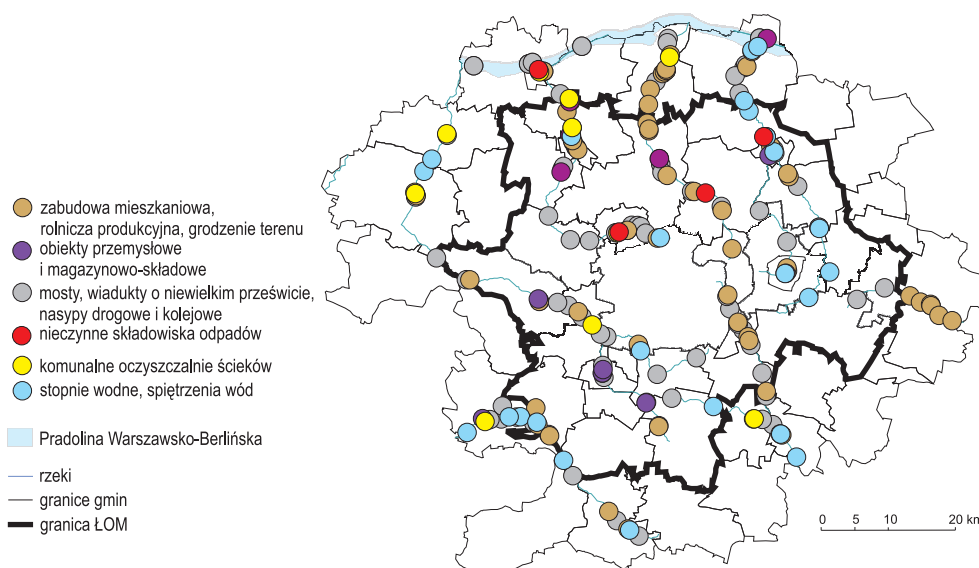 zabudowa mieszkaniowa,
rolnicza produkcyjna, grodzenie terenu
obiekty przemysłowe
i magazynowo-składowe
mosty, wiadukty o niewielkim prześwicie,
nasypy drogowe i kolejowe
nieczynne składowiska odpadów
komunalne oczyszczalnie ścieków
stopnie wodne, spiętrzenia wód
Pradolina Warszawsko-Berlińska
rzeki
granice gmin
granica ŁOM
0 5 10 20 km